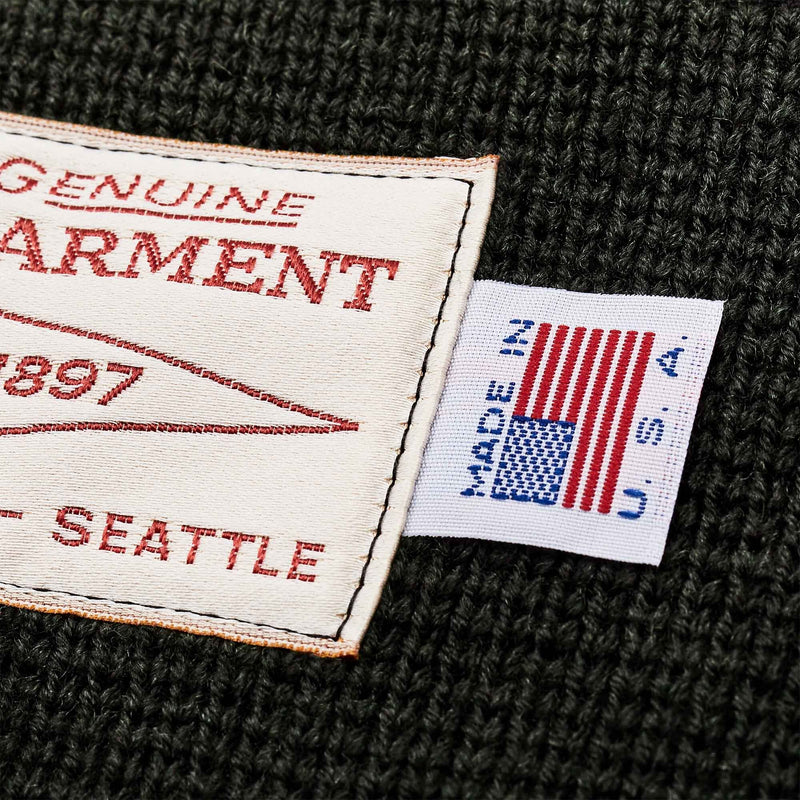 GENUINE
ARMENT
1897
- SEATTLE
MADE IN
U. S. A.